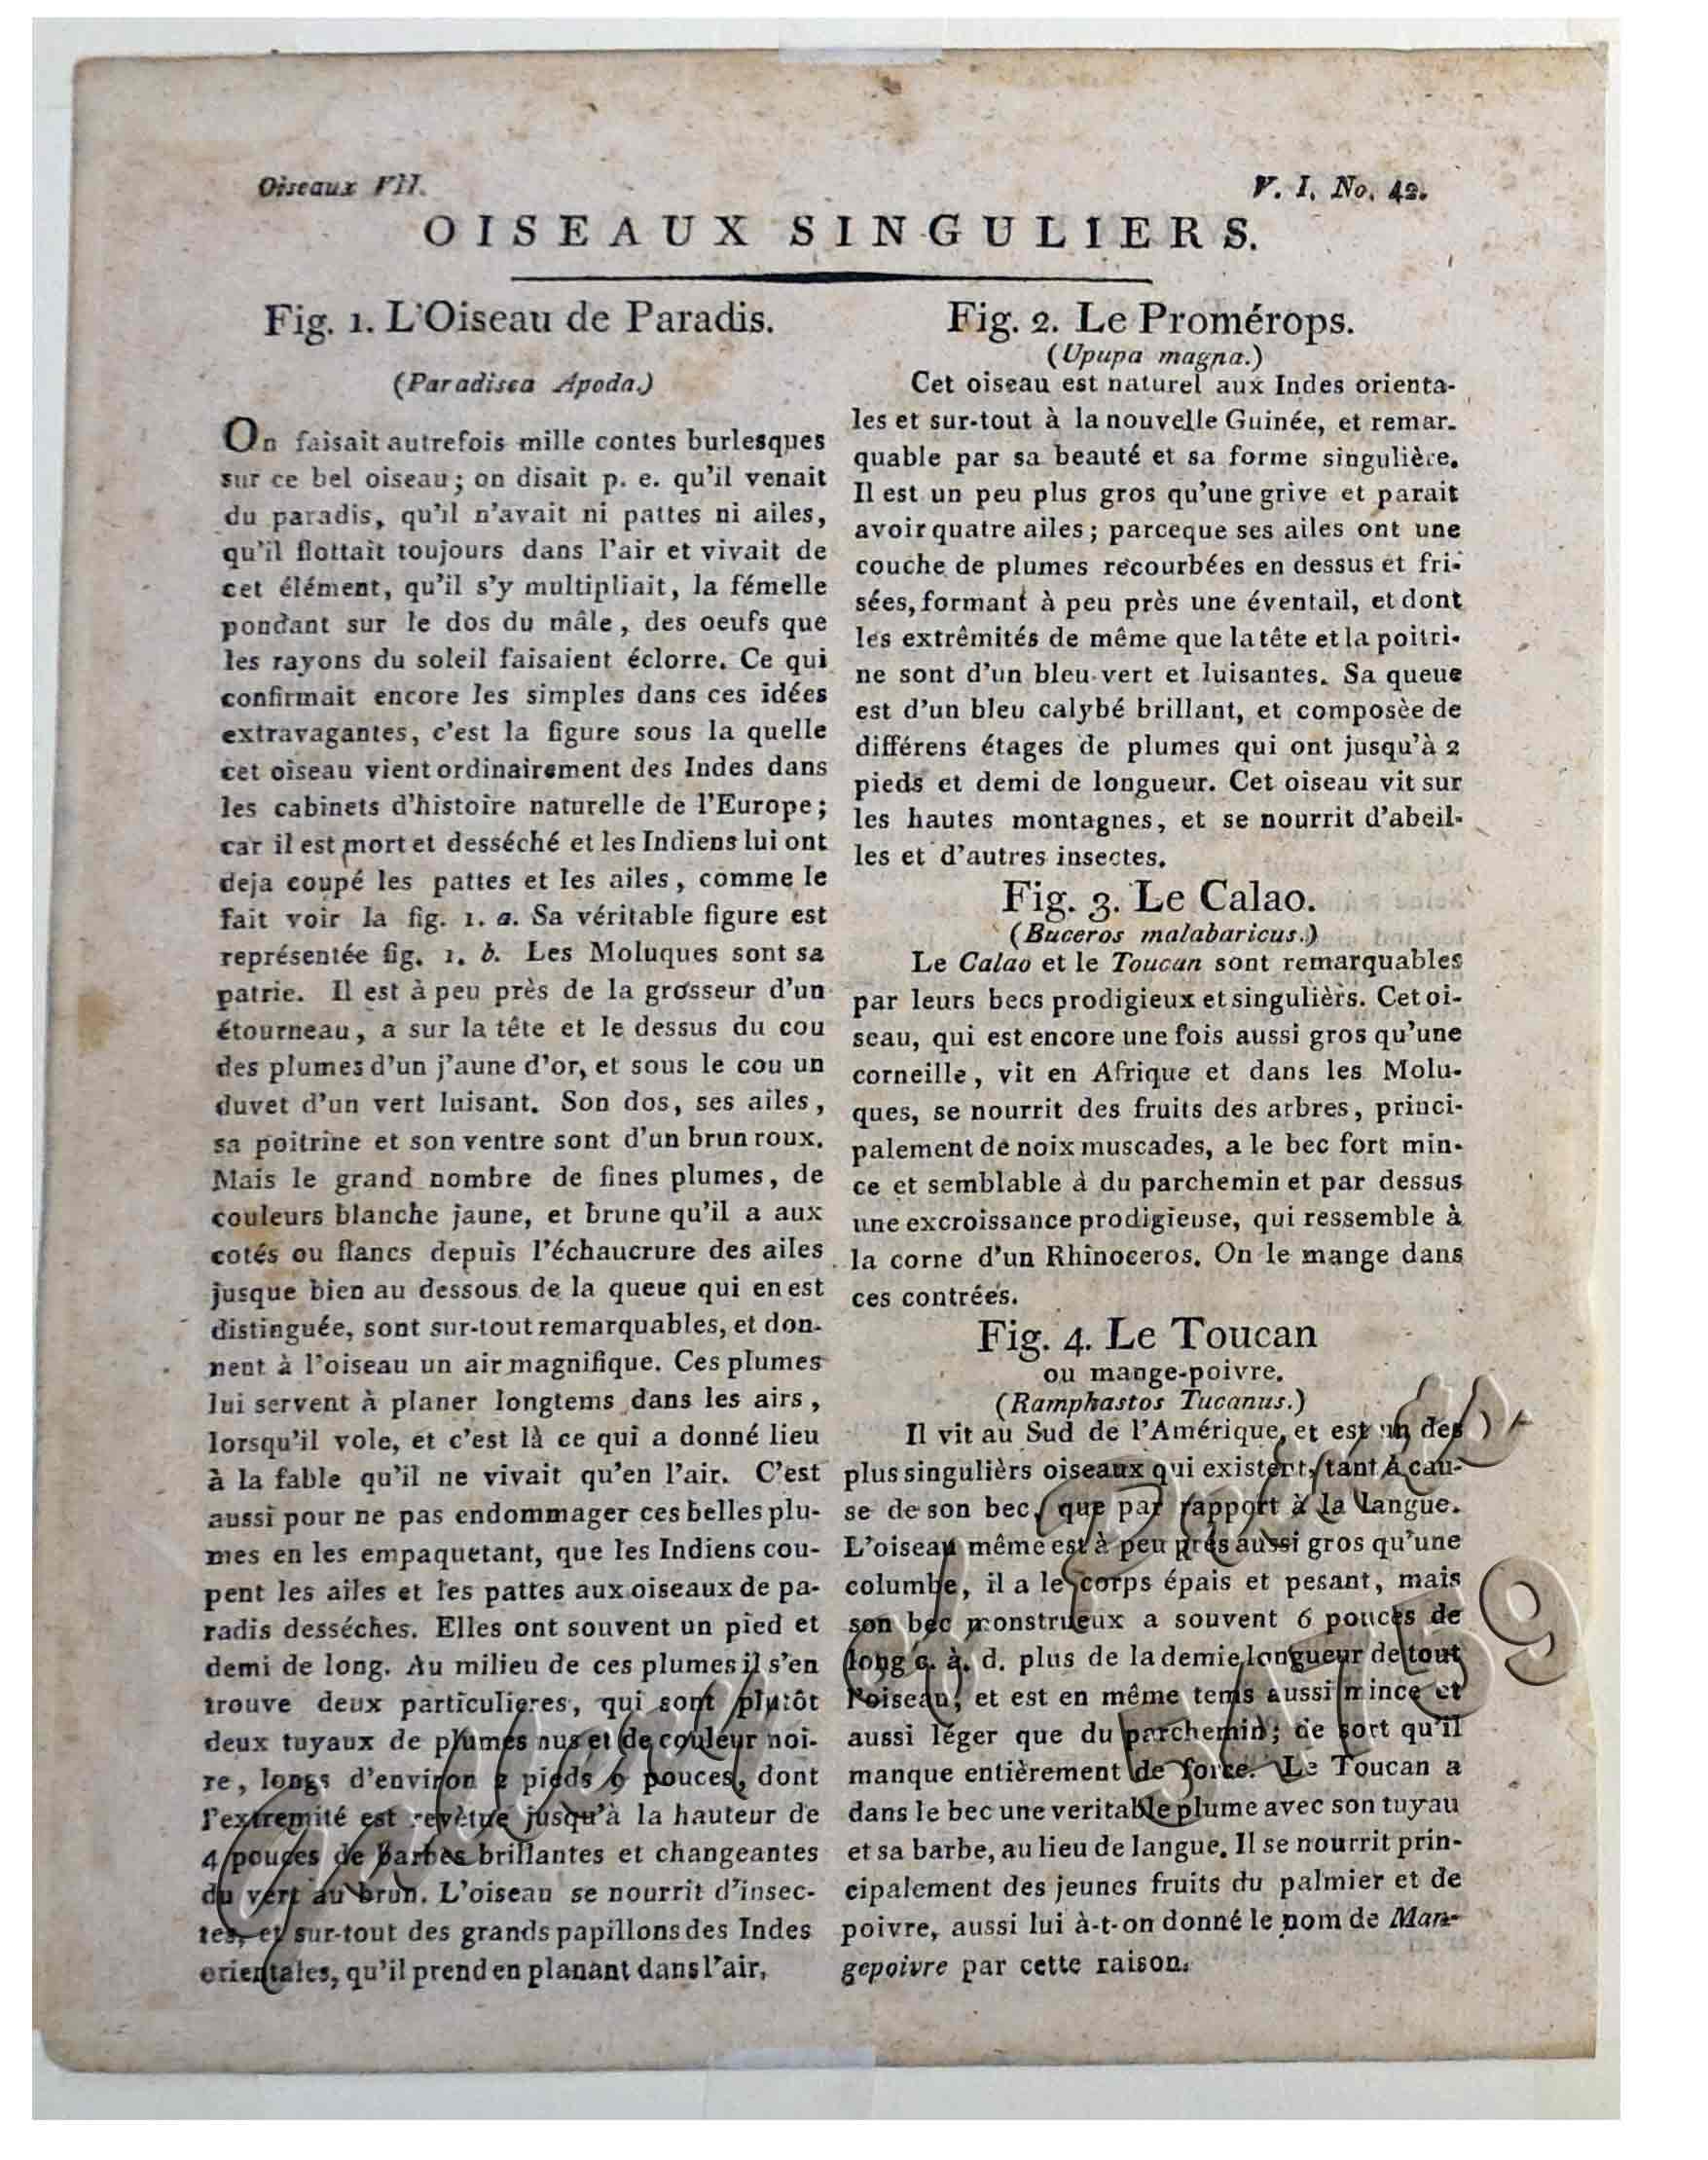 Oiseaux VII.
V. I. No. 42.
OISEAUX SINGULIERS.
Fig. 1. L'Oiseau de Paradis.
(Paradisea Apoda.)
On faisait autrefois mille contes burlesques
sur ce bel oiseau; on disait p. e. qu'il venait
du paradis, qu'il n'avait ni pattes ni ailes,
qu'il flottait toujours dans l'air et vivait de
cet élément, qu'il s'y multipliait, la fémelle
pondant sur le dos du mâle, des oeufs que
les rayons du soleil faisaient éclorre. Ce qui
confirmait encore les simples dans ces idées
extravagantes, c'est la figure sous la quelle
cet oiseau vient ordinairement des Indes dans
les cabinets d'histoire naturelle de l'Europe;
car il est mort et desséché et les Indiens lui ont
deja coupé les pattes et les ailes, comme le
fait voir la fig. 1. a. Sa véritable figure est
représentée fig. 1. b. Les Moluques sont sa
patrie. Il est à peu près de la grosseur d'un
étourneau, a sur la tête et le dessus du cou
des plumes d'un j'aune d'or, et sous le cou un
duvet d'un vert luisant. Son dos, ses ailes,
sa poitrine et son ventre sont d'un brun roux.
Mais le grand nombre de fines plumes, de
couleurs blanche jaune, et brune qu'il a aux
cotés ou flancs depuis l'échaucrure des ailes
jusque bien au dessous de la queue qui en est
distinguée, sont sur-tout remarquables, et don-
nent à l'oiseau un air magnifique. Ces plumes
lui servent à planer longtems dans les airs,
lorsqu'il vole, et c'est là ce qui a donné lieu
à la fable qu'il ne vivait qu'en l'air. C'est
aussi pour ne pas endommager ces belles plu-
mes en les empaquetant, que les Indiens cou-
pent les ailes et les pattes aux oiseaux de pa-
radis desséches. Elles ont souvent un pied et
demi de long. Au milieu de ces plumes il s'en
trouve deux particulieres, qui sont plutôt
deux tuyaux de plumes nus et de couleur noi-
re, longs d'environ 2 pieds 9 pouces, dont
l'extremité est revètue jusqu'à la hauteur de
4 pouces de barbes brillantes et changeantes
du vert au brun. L'oiseau se nourrit d'insec-
tes, et sur-tout des grands papillons des Indes
orientales, qu'il prend en planant dans l'air,
Fig. 2. Le Promérops.
(Upupa magna.)
Cet oiseau est naturel aux Indes orienta-
les et sur-tout à la nouvelle Guinée, et remar-
quable par sa beauté et sa forme singulière.
Il est un peu plus gros qu'une grive et parait
avoir quatre ailes; parceque ses ailes ont une
couche de plumes recourbées en dessus et fri-
sées, formant à peu près une éventail, et dont
les extrêmités de même que la tête et la poitri-
ne sont d'un bleu-vert et luisantes. Sa queue
est d'un bleu calybé brillant, et composèe de
différens étages de plumes qui ont jusqu'à 2
pieds et demi de longueur. Cet oiseau vit sur
les hautes montagnes, et se nourrit d'abeil-
les et d'autres insectes.
Fig. 3. Le Calao.
(Buceros malabaricus.)
Le Calao et le Toucan sont remarquables
par leurs becs prodigieux et singulièrs. Cet oi-
seau, qui est encore une fois aussi gros qu'une
corneille, vit en Afrique et dans les Molu-
ques, se nourrit des fruits des arbres, princi-
palement de noix muscades, a le bec fort min-
ce et semblable à du parchemin et par dessus
une excroissance prodigieuse, qui ressemble à
la corne d'un Rhinoceros. On le mange dans
ces contrées.
Fig. 4. Le Toucan
ou mange-poivre.
(Ramphastos Tucanus.)
Il vit au Sud de l'Amérique, et est un des
plus singulièrs oiseaux qui existent, tant à cau-
se de son bec, que par rapport à la langue.
L'oiseau même est à peu près aussi gros qu'une
columbe, il a le corps épais et pesant, mais
son bec monstrueux a souvent 6 pouces de
long c. à. d. plus de la demie longueur de tout
l'oiseau, et est en même tems aussi mince et
aussi léger que du parchemin; de sort qu'il
manque entièrement de force. Le Toucan a
dans le bec une veritable plume avec son tuyau
et sa barbe, au lieu de langue. Il se nourrit prin-
cipalement des jeunes fruits du palmier et de
poivre, aussi lui à-t-on donné le nom de Man-
gepoivre par cette raison.